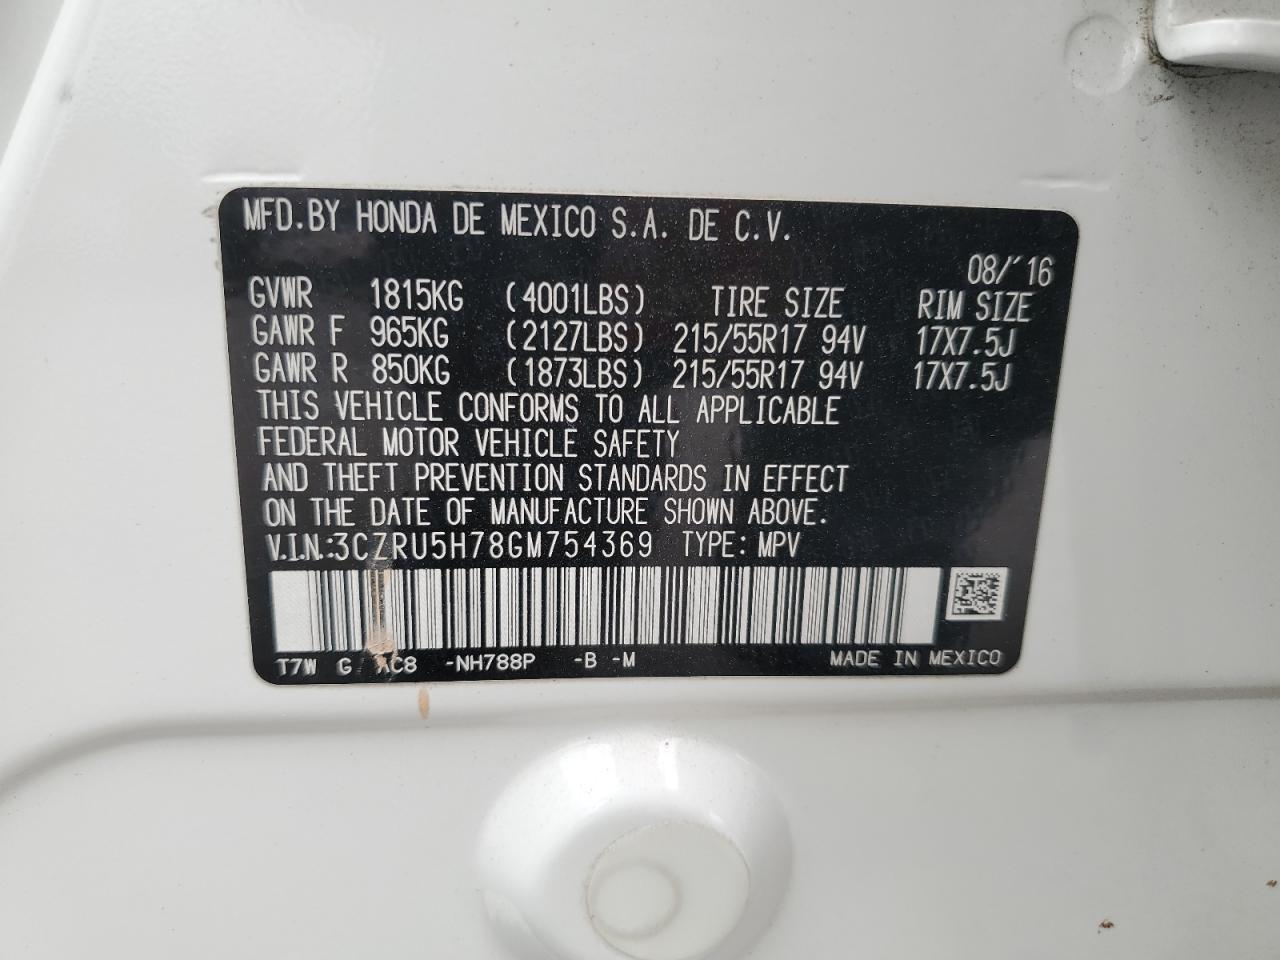 MFD.BY HONDA DE MEXICO S.A. DE C.V.
08/'16
GVWR 1815KG (4001LBS) TIRE SIZE RIM SIZE
GAWR F 965KG (2127LBS) 215/55R17 94V 17X7.5J
GAWR R 850KG (1873LBS) 215/55R17 94V 17X7.5J
THIS VEHICLE CONFORMS TO ALL APPLICABLE
FEDERAL MOTOR VEHICLE SAFETY
AND THEFT PREVENTION STANDARDS IN EFFECT
ON THE DATE OF MANUFACTURE SHOWN ABOVE.
V.I.N.:3CZRU5H78GM754369 TYPE: MPV
T7W G -NH788P -B -M MADE IN MEXICO